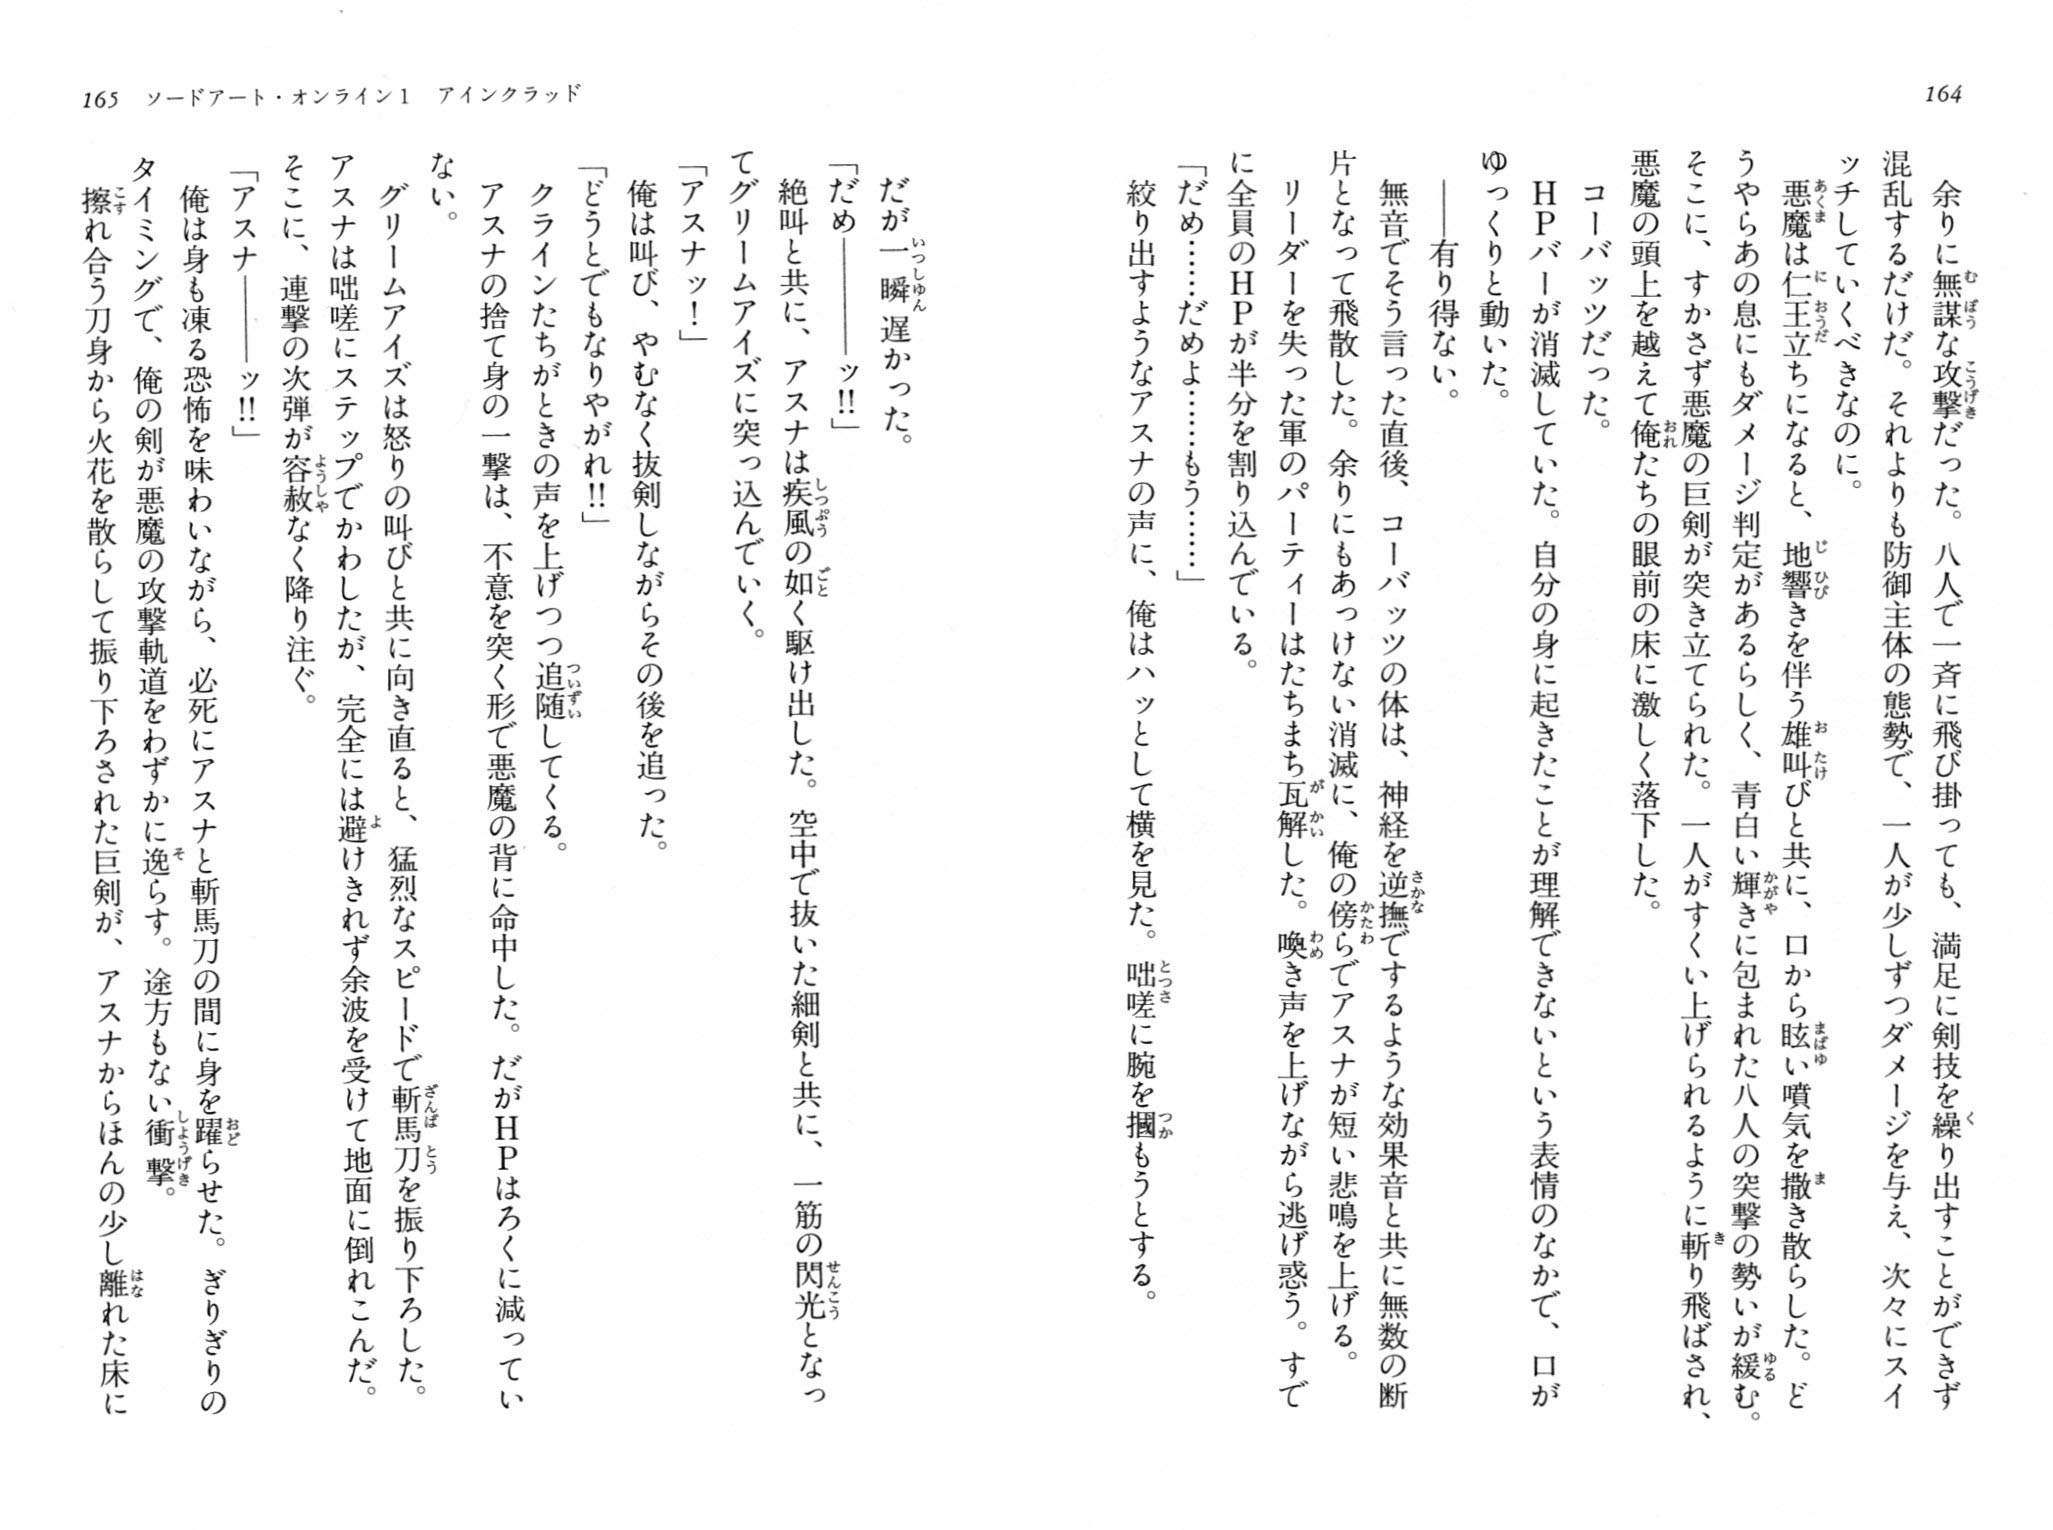 164
余りに無謀な攻撃だった。八人で一斉に飛び掛っても、満足に剣技を繰り出すことができず
混乱するだけだ。それよりも防御主体の態勢で、一人が少しずつダメージを与え、次々にスイ
ッチしていくべきなのに。
悪魔は仁王立ちになると、地響きを伴う雄叫びと共に、口から眩い噴気を撒き散らした。ど
うやらあの息にもダメージ判定があるらしく、青白い輝きに包まれた八人の突撃の勢いが緩む。
そこに、すかさず悪魔の巨剣が突き立てられた。一人がすくい上げられるように斬り飛ばされ、
悪魔の頭上を越えて俺たちの眼前の床に激しく落下した。
コーバッツだった。
HPバーが消滅していた。自分の身に起きたことが理解できないという表情のなかで、口が
ゆっくりと動いた。
――有り得ない。
無音でそう言った直後、コーバッツの体は、神経を逆撫でするような効果音と共に無数の断
片となって飛散した。余りにもあっけない消滅に、俺の傍らでアスナが短い悲鳴を上げる。
リーダーを失った軍のパーティーはたちまち瓦解した。喚き声を上げながら逃げ惑う。すで
に全員のHPが半分を割り込んでいる。
「だめ……だめよ……もう……」
絞り出すようなアスナの声に、俺はハッとして横を見た。咄嗟に腕を摑もうとする。
165 ソードアート・オンライン1 アインクラッド
だが一瞬遅かった。
「だめ――――ッ!!」
絶叫と共に、アスナは疾風の如く駆け出した。空中で抜いた細剣と共に、一筋の閃光となっ
てグリームアイズに突っ込んでいく。
「アスナッ！」
俺は叫び、やむなく抜剣しながらその後を追った。
「どうとでもなりやがれ!!」
クラインたちがときの声を上げつつ追随してくる。
アスナの捨て身の一撃は、不意を突く形で悪魔の背に命中した。だがHPはろくに減ってい
ない。
グリームアイズは怒りの叫びと共に向き直ると、猛烈なスピードで斬馬刀を振り下ろした。
アスナは咄嗟にステップでかわしたが、完全には避けきれず余波を受けて地面に倒れこんだ。
そこに、連撃の次弾が容赦なく降り注ぐ。
「アスナ――――ッ!!」
俺は身も凍る恐怖を味わいながら、必死にアスナと斬馬刀の間に身を躍らせた。ぎりぎりの
タイミングで、俺の剣が悪魔の攻撃軌道をわずかに逸らす。途方もない衝撃。
擦れ合う刀身から火花を散らして振り下ろされた巨剣が、アスナからほんの少し離れた床に